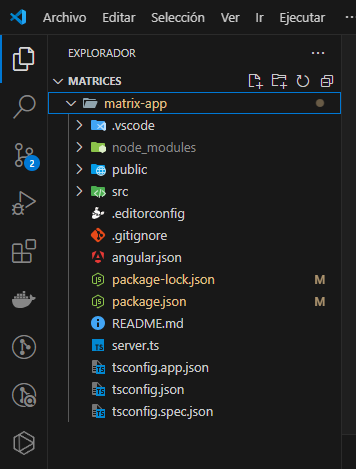 Archivo Editar Selección Ver Ir Ejecutar
EXPLORADOR
MATRICES
matrix-app
.vscode
node_modules
public
src
.editorconfig
.gitignore
angular.json
package-lock.json M
package.json M
README.md
server.ts
tsconfig.app.json
tsconfig.json
tsconfig.spec.json
2